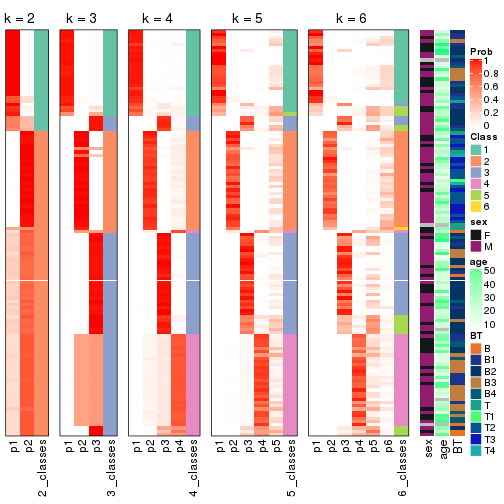 k = 2
k = 3
k = 4
k = 5
k = 6
p1
p2
2_classes
p1
p2
p3
3_classes
p1
p2
p3
p4
4_classes
p1
p2
p3
p4
p5
5_classes
p1
p2
p3
p4
p5
p6
6_classes
sex
age
BT
Prob
1
0.8
0.6
0.4
0.2
0
Class
1
2
3
4
5
6
sex
F
M
age
50
40
30
20
10
BT
B
B1
B2
B3
B4
T
T1
T2
T3
T4